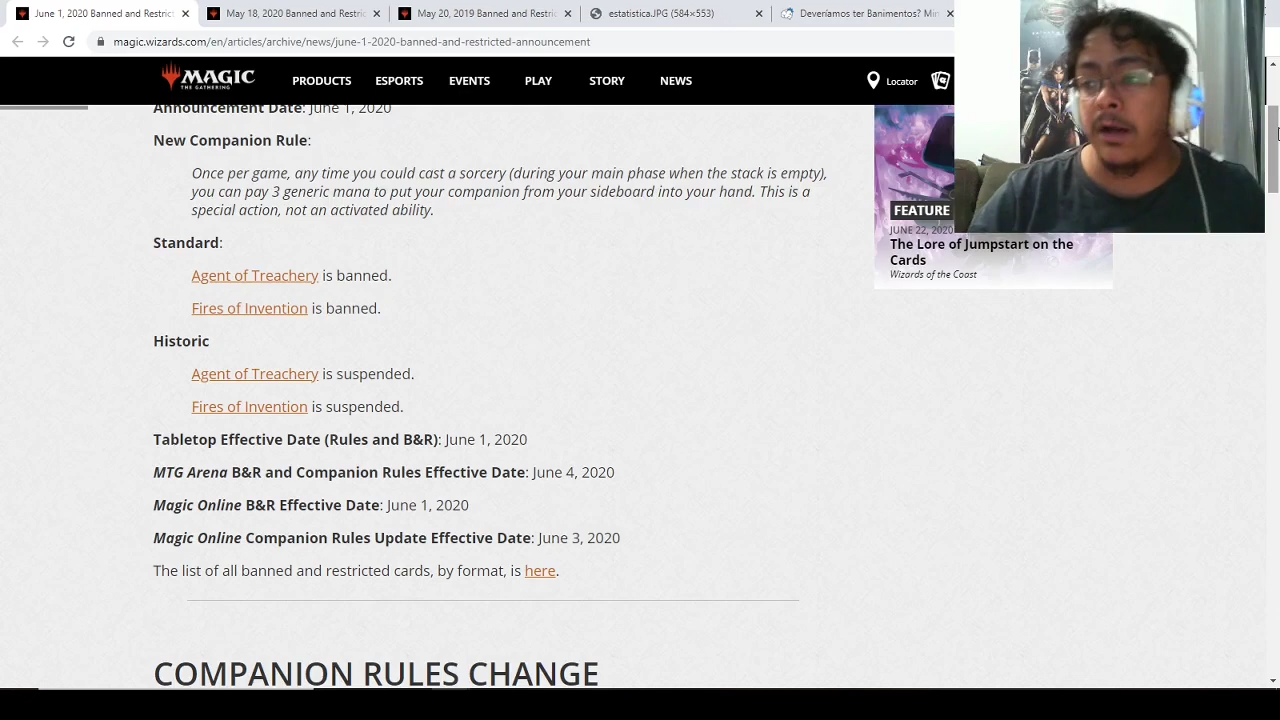 June 1, 2020 Banned and Restric
May 18, 2020 Banned and Restri
May 20, 2019 Banned and Restric
estatistica.JPG (584×553)
Deveríamos ter Banimentos? Min
magic.wizards.com/en/articles/archive/news/june-1-2020-banned-and-restricted-announcement
MAGIC
THE GATHERING
PRODUCTS
ESPORTS
EVENTS
PLAY
STORY
NEWS
Locator
Announcement Date: June 1, 2020
New Companion Rule:
Once per game, any time you could cast a sorcery (during your main phase when the stack is empty),
you can pay 3 generic mana to put your companion from your sideboard into your hand. This is a
special action, not an activated ability.
Standard:
Agent of Treachery is banned.
Fires of Invention is banned.
Historic
Agent of Treachery is suspended.
Fires of Invention is suspended.
Tabletop Effective Date (Rules and B&R): June 1, 2020
MTG Arena B&R and Companion Rules Effective Date: June 4, 2020
Magic Online B&R Effective Date: June 1, 2020
Magic Online Companion Rules Update Effective Date: June 3, 2020
The list of all banned and restricted cards, by format, is here.
COMPANION RULES CHANGE
FEATURE
JUNE 22, 2020
The Lore of Jumpstart on the
Cards
Wizards of the Coast